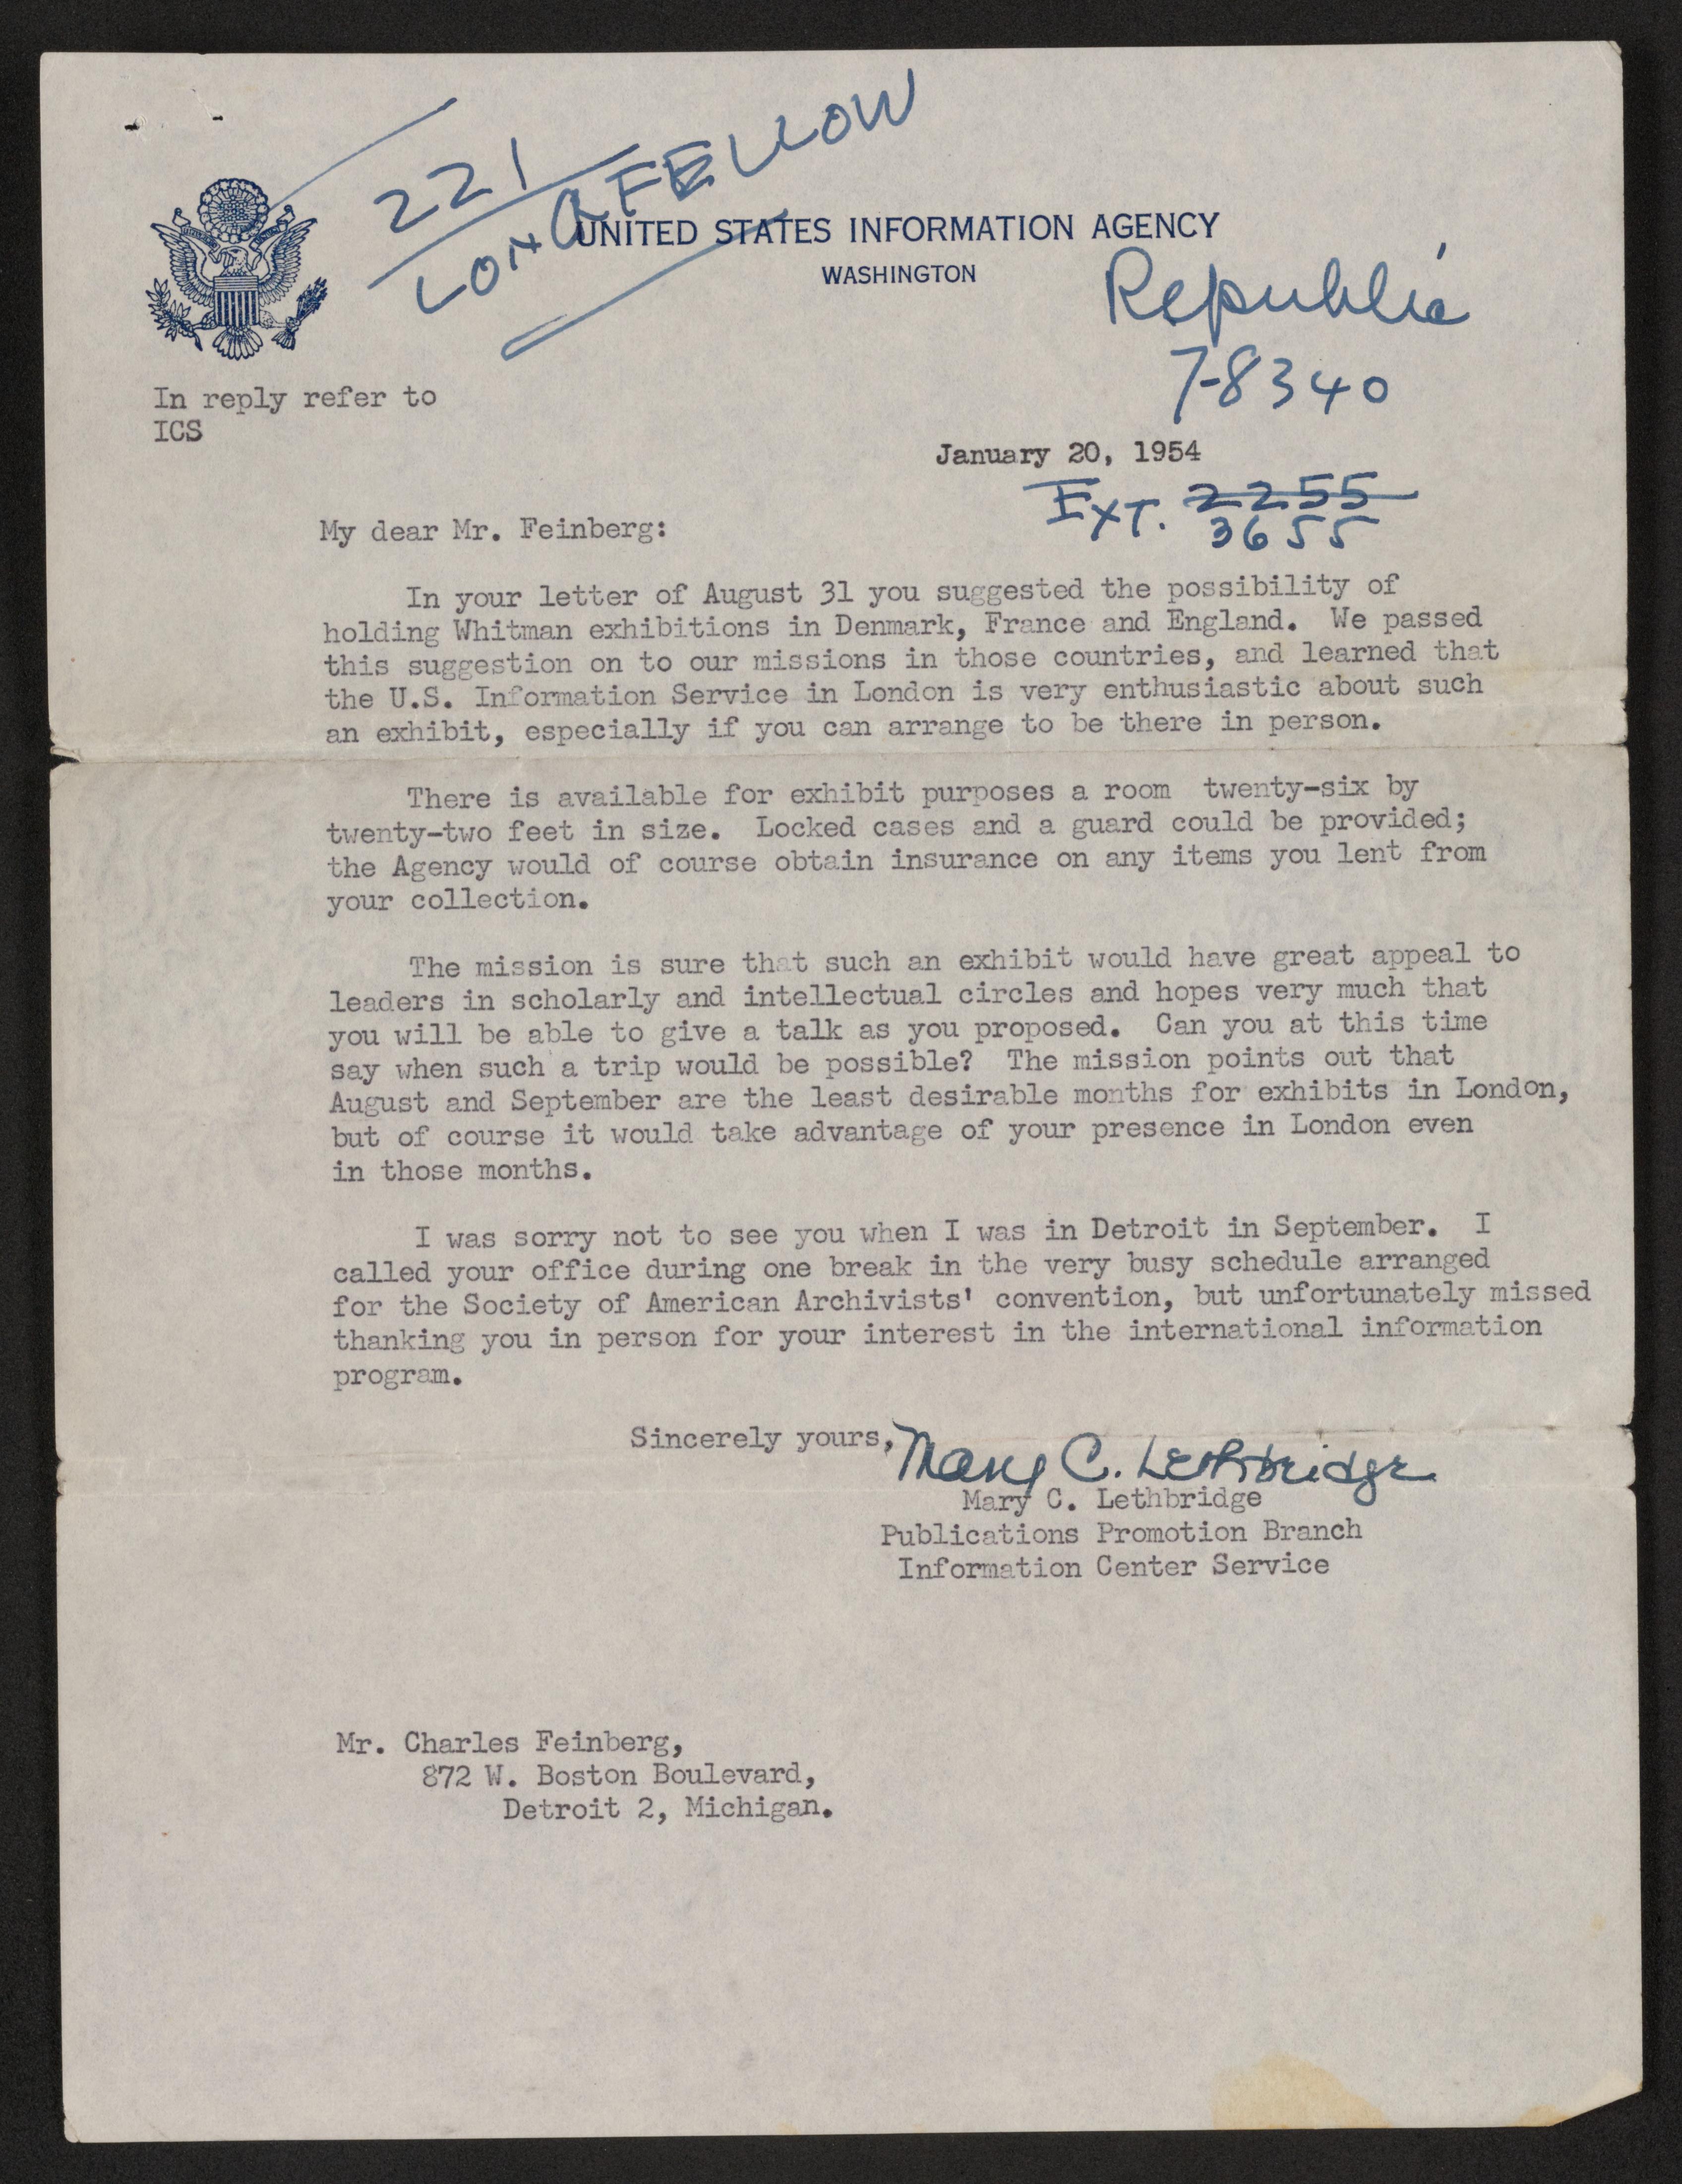 221
LONGFELLOW
UNITED STATES INFORMATION AGENCY
WASHINGTON
Republic
7-8340
In reply refer to
ICS
January 20, 1954
Ext. 2255
3655
My dear Mr. Feinberg:
In your letter of August 31 you suggested the possibility of
holding Whitman exhibitions in Denmark, France and England. We passed
this suggestion on to our missions in those countries, and learned that
the U.S. Information Service in London is very enthusiastic about such
an exhibit, especially if you can arrange to be there in person.
There is available for exhibit purposes a room twenty-six by
twenty-two feet in size. Locked cases and a guard could be provided;
the Agency would of course obtain insurance on any items you lent from
your collection.
The mission is sure that such an exhibit would have great appeal to
leaders in scholarly and intellectual circles and hopes very much that
you will be able to give a talk as you proposed. Can you at this time
say when such a trip would be possible? The mission points out that
August and September are the least desirable months for exhibits in London,
but of course it would take advantage of your presence in London even
in those months.
I was sorry not to see you when I was in Detroit in September. I
called your office during one break in the very busy schedule arranged
for the Society of American Archivists' convention, but unfortunately missed
thanking you in person for your interest in the international information
program.
Sincerely yours,
Mary C. Lethbridge
Mary C. Lethbridge
Publications Promotion Branch
Information Center Service
Mr. Charles Feinberg,
872 W. Boston Boulevard,
Detroit 2, Michigan.